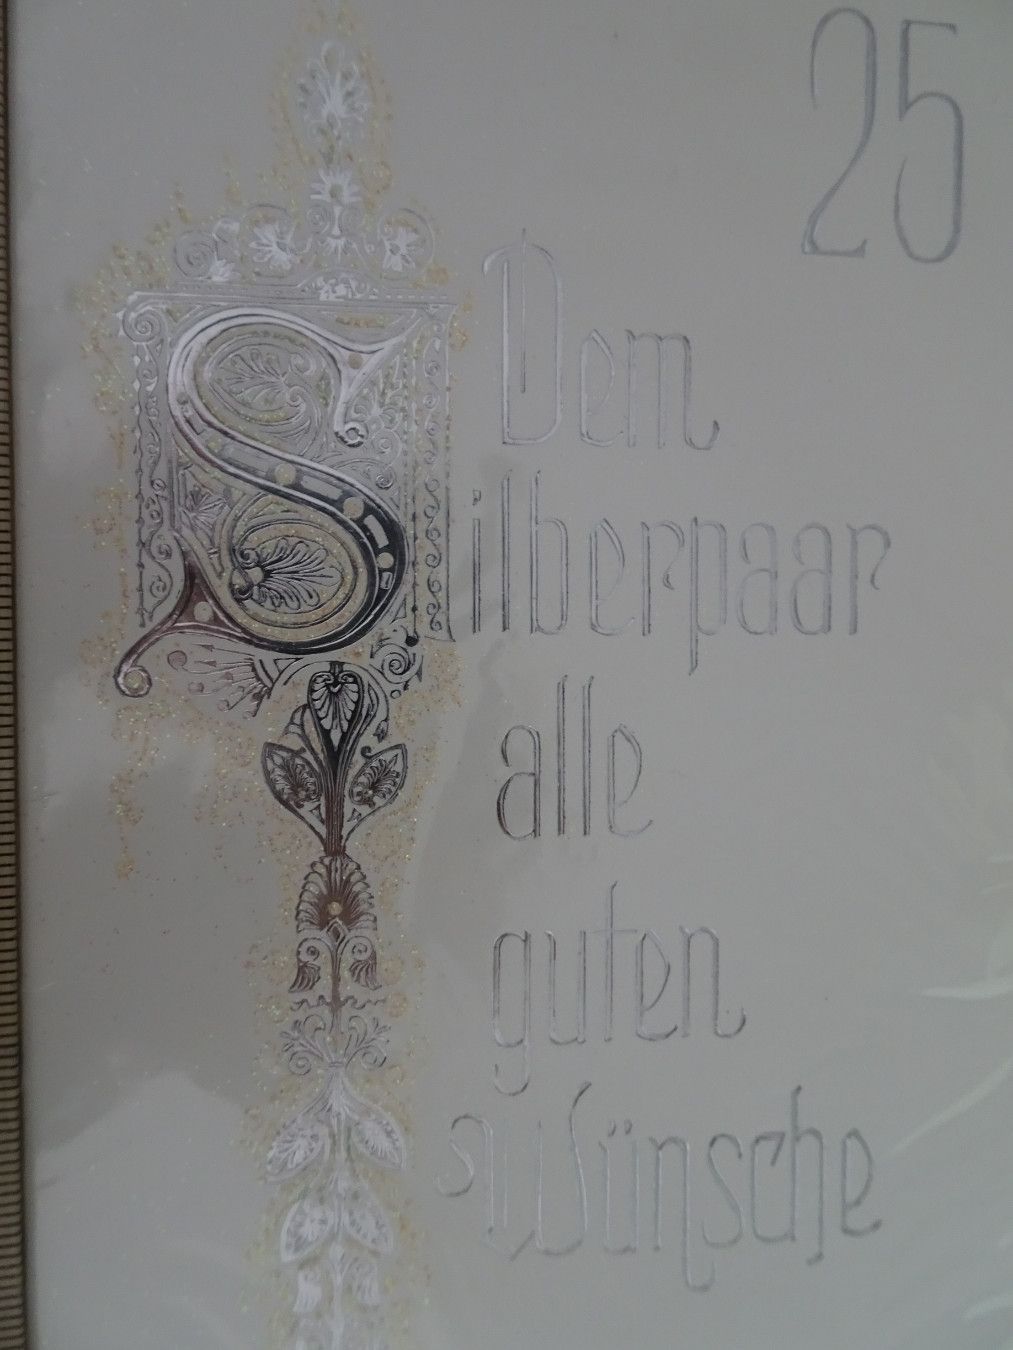 25
Dem
Silberpaar
alle
guten
Wünsche